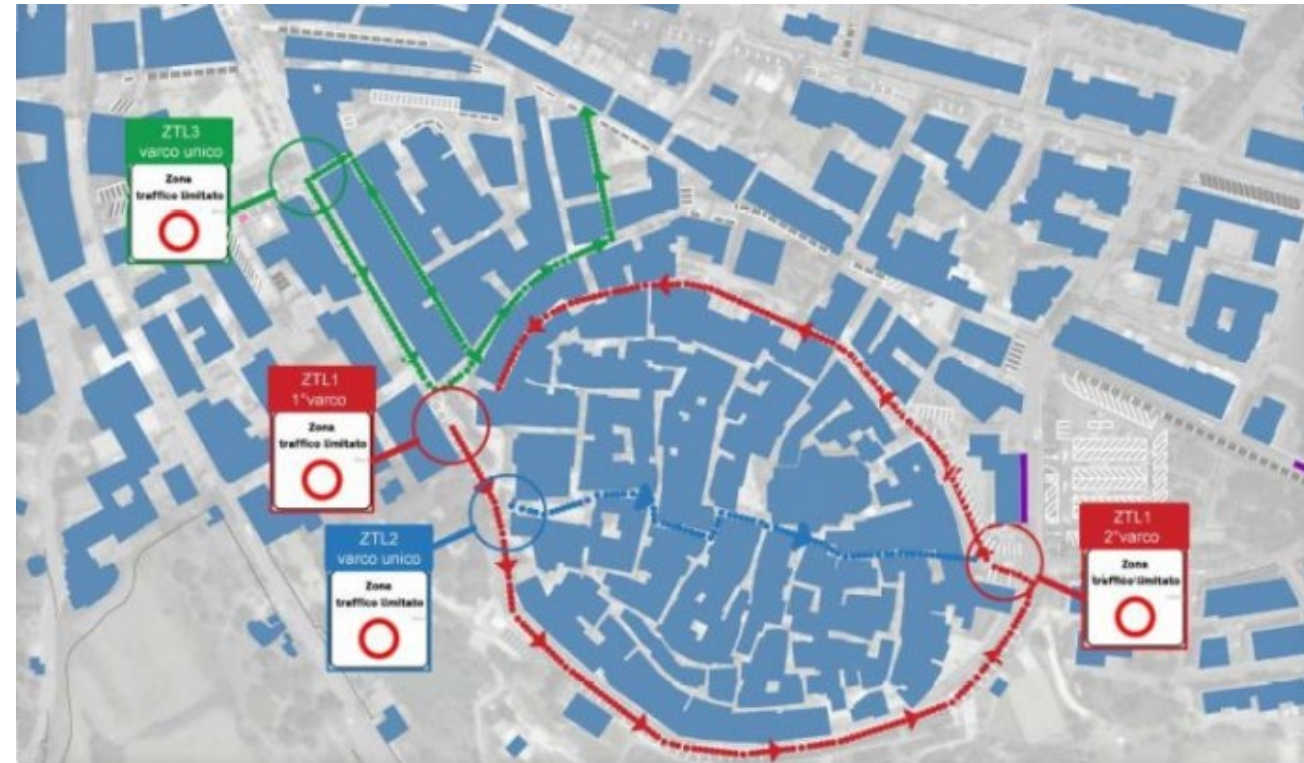 ZTL3
varco unico
Zona
traffico limitato
ZTL1
1°varco
Zona
traffico limitato
ZTL2
varco unico
Zona
traffico limitato
ZTL1
2°varco
Zona
traffico limitato